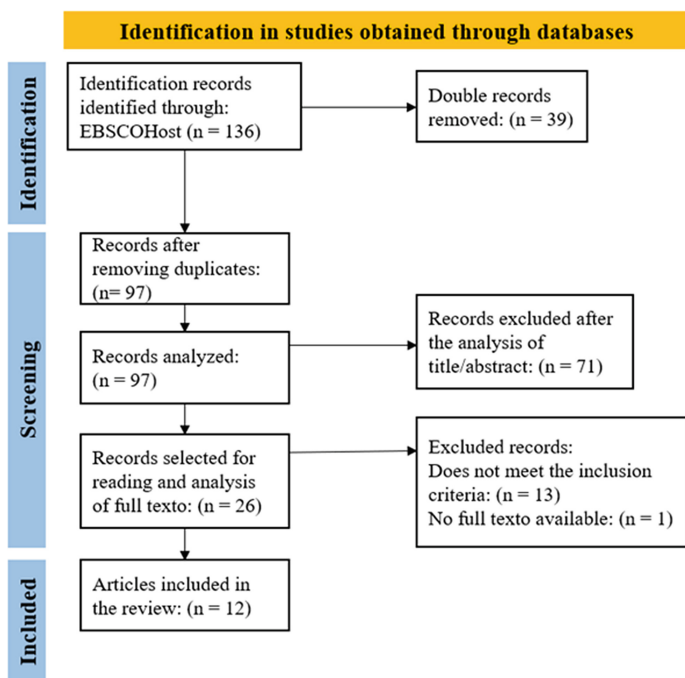 Identification in studies obtained through databases
Identification
Identification records
identified through:
EBSCOHost (n = 136)
Double records
removed: (n = 39)
Screening
Records after
removing duplicates:
(n= 97)
Records analyzed:
(n = 97)
Records excluded after
the analysis of
title/abstract: (n = 71)
Records selected for
reading and analysis
of full texto: (n = 26)
Excluded records:
Does not meet the inclusion
criteria: (n = 13)
No full texto available: (n = 1)
Included
Articles included in
the review: (n = 12)